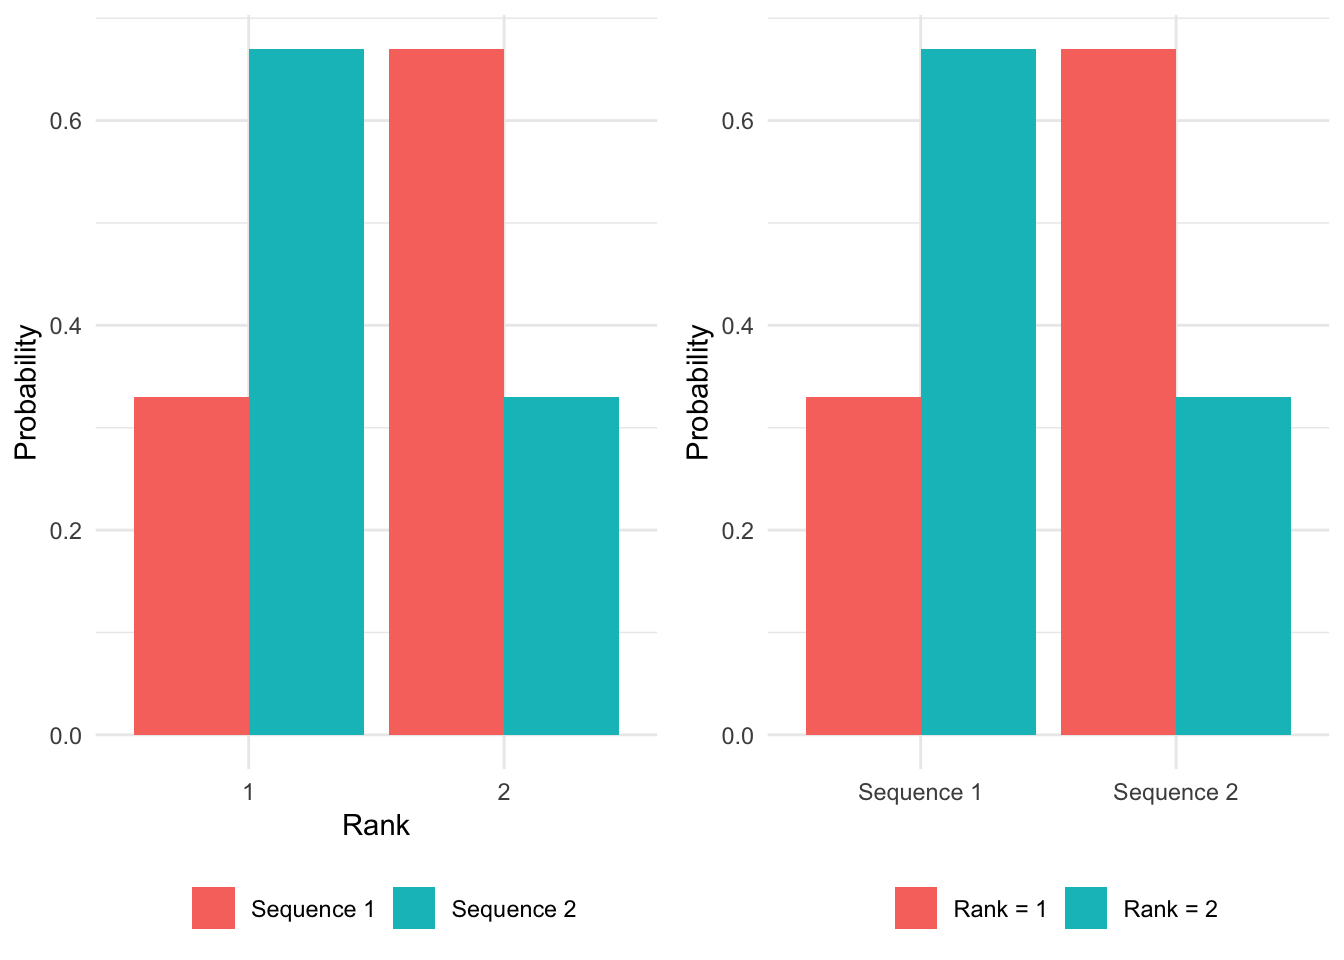 Probability
0.6
0.4
0.2
0.0
1 2
Rank
Sequence 1 Sequence 2
Probability
0.6
0.4
0.2
0.0
Sequence 1 Sequence 2
Rank = 1 Rank = 2